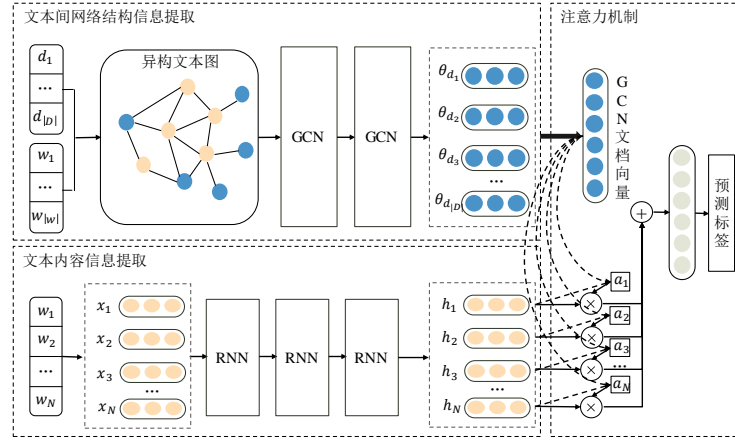 文本间网络结构信息提取
d1
...
d|D|
w1
...
w|w|
异构文本图
GCN
GCN
θd1
θd2
θd3
...
θd|D|
注意力机制
GCN文档向量
预测标签
+
文本内容信息提取
w1
w2
...
wN
x1
x2
x3
...
xN
RNN
RNN
RNN
h1
h2
h3
...
hN
a1
×
a2
×
a3
×
...
aN
×